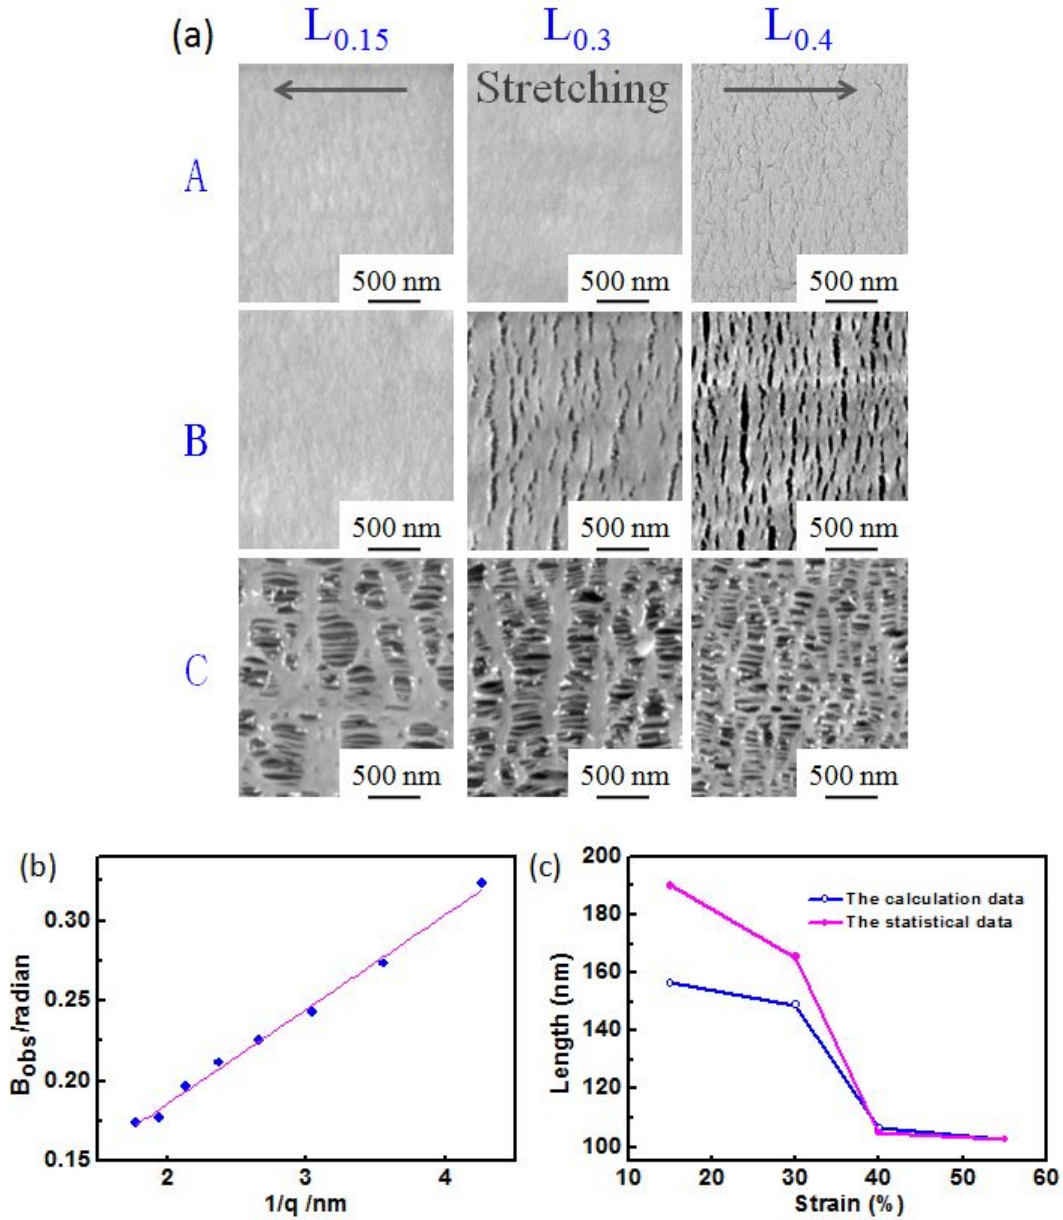 (a) L0.15 L0.3 L0.4
Stretching
A
500 nm 500 nm 500 nm
B
500 nm 500 nm 500 nm
C
500 nm 500 nm 500 nm
(b)
0.30
0.25
0.20
0.15
Bobs/radian
2 3 4
1/q /nm
(c)
200
180
160
140
120
100
Length (nm)
The calculation data
The statistical data
10 20 30 40 50 60
Strain (%)